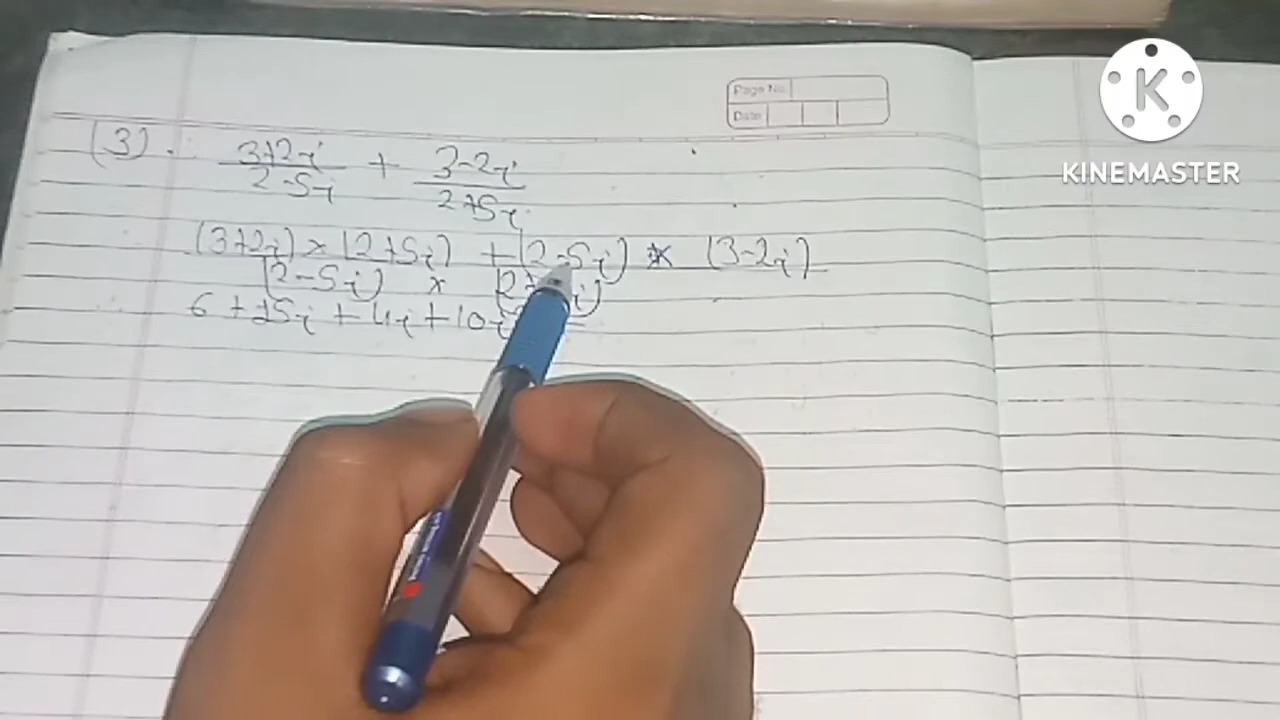 Page No.
Date
KINEMASTER
(3). (3+2i)/(2-5i) + (3-2i)/(2+5i)
(3+2i) × (2+5i) + (2-5i) × (3-2i)
(2-5i) × (2+5i)
6 + 15i + 4i + 10i